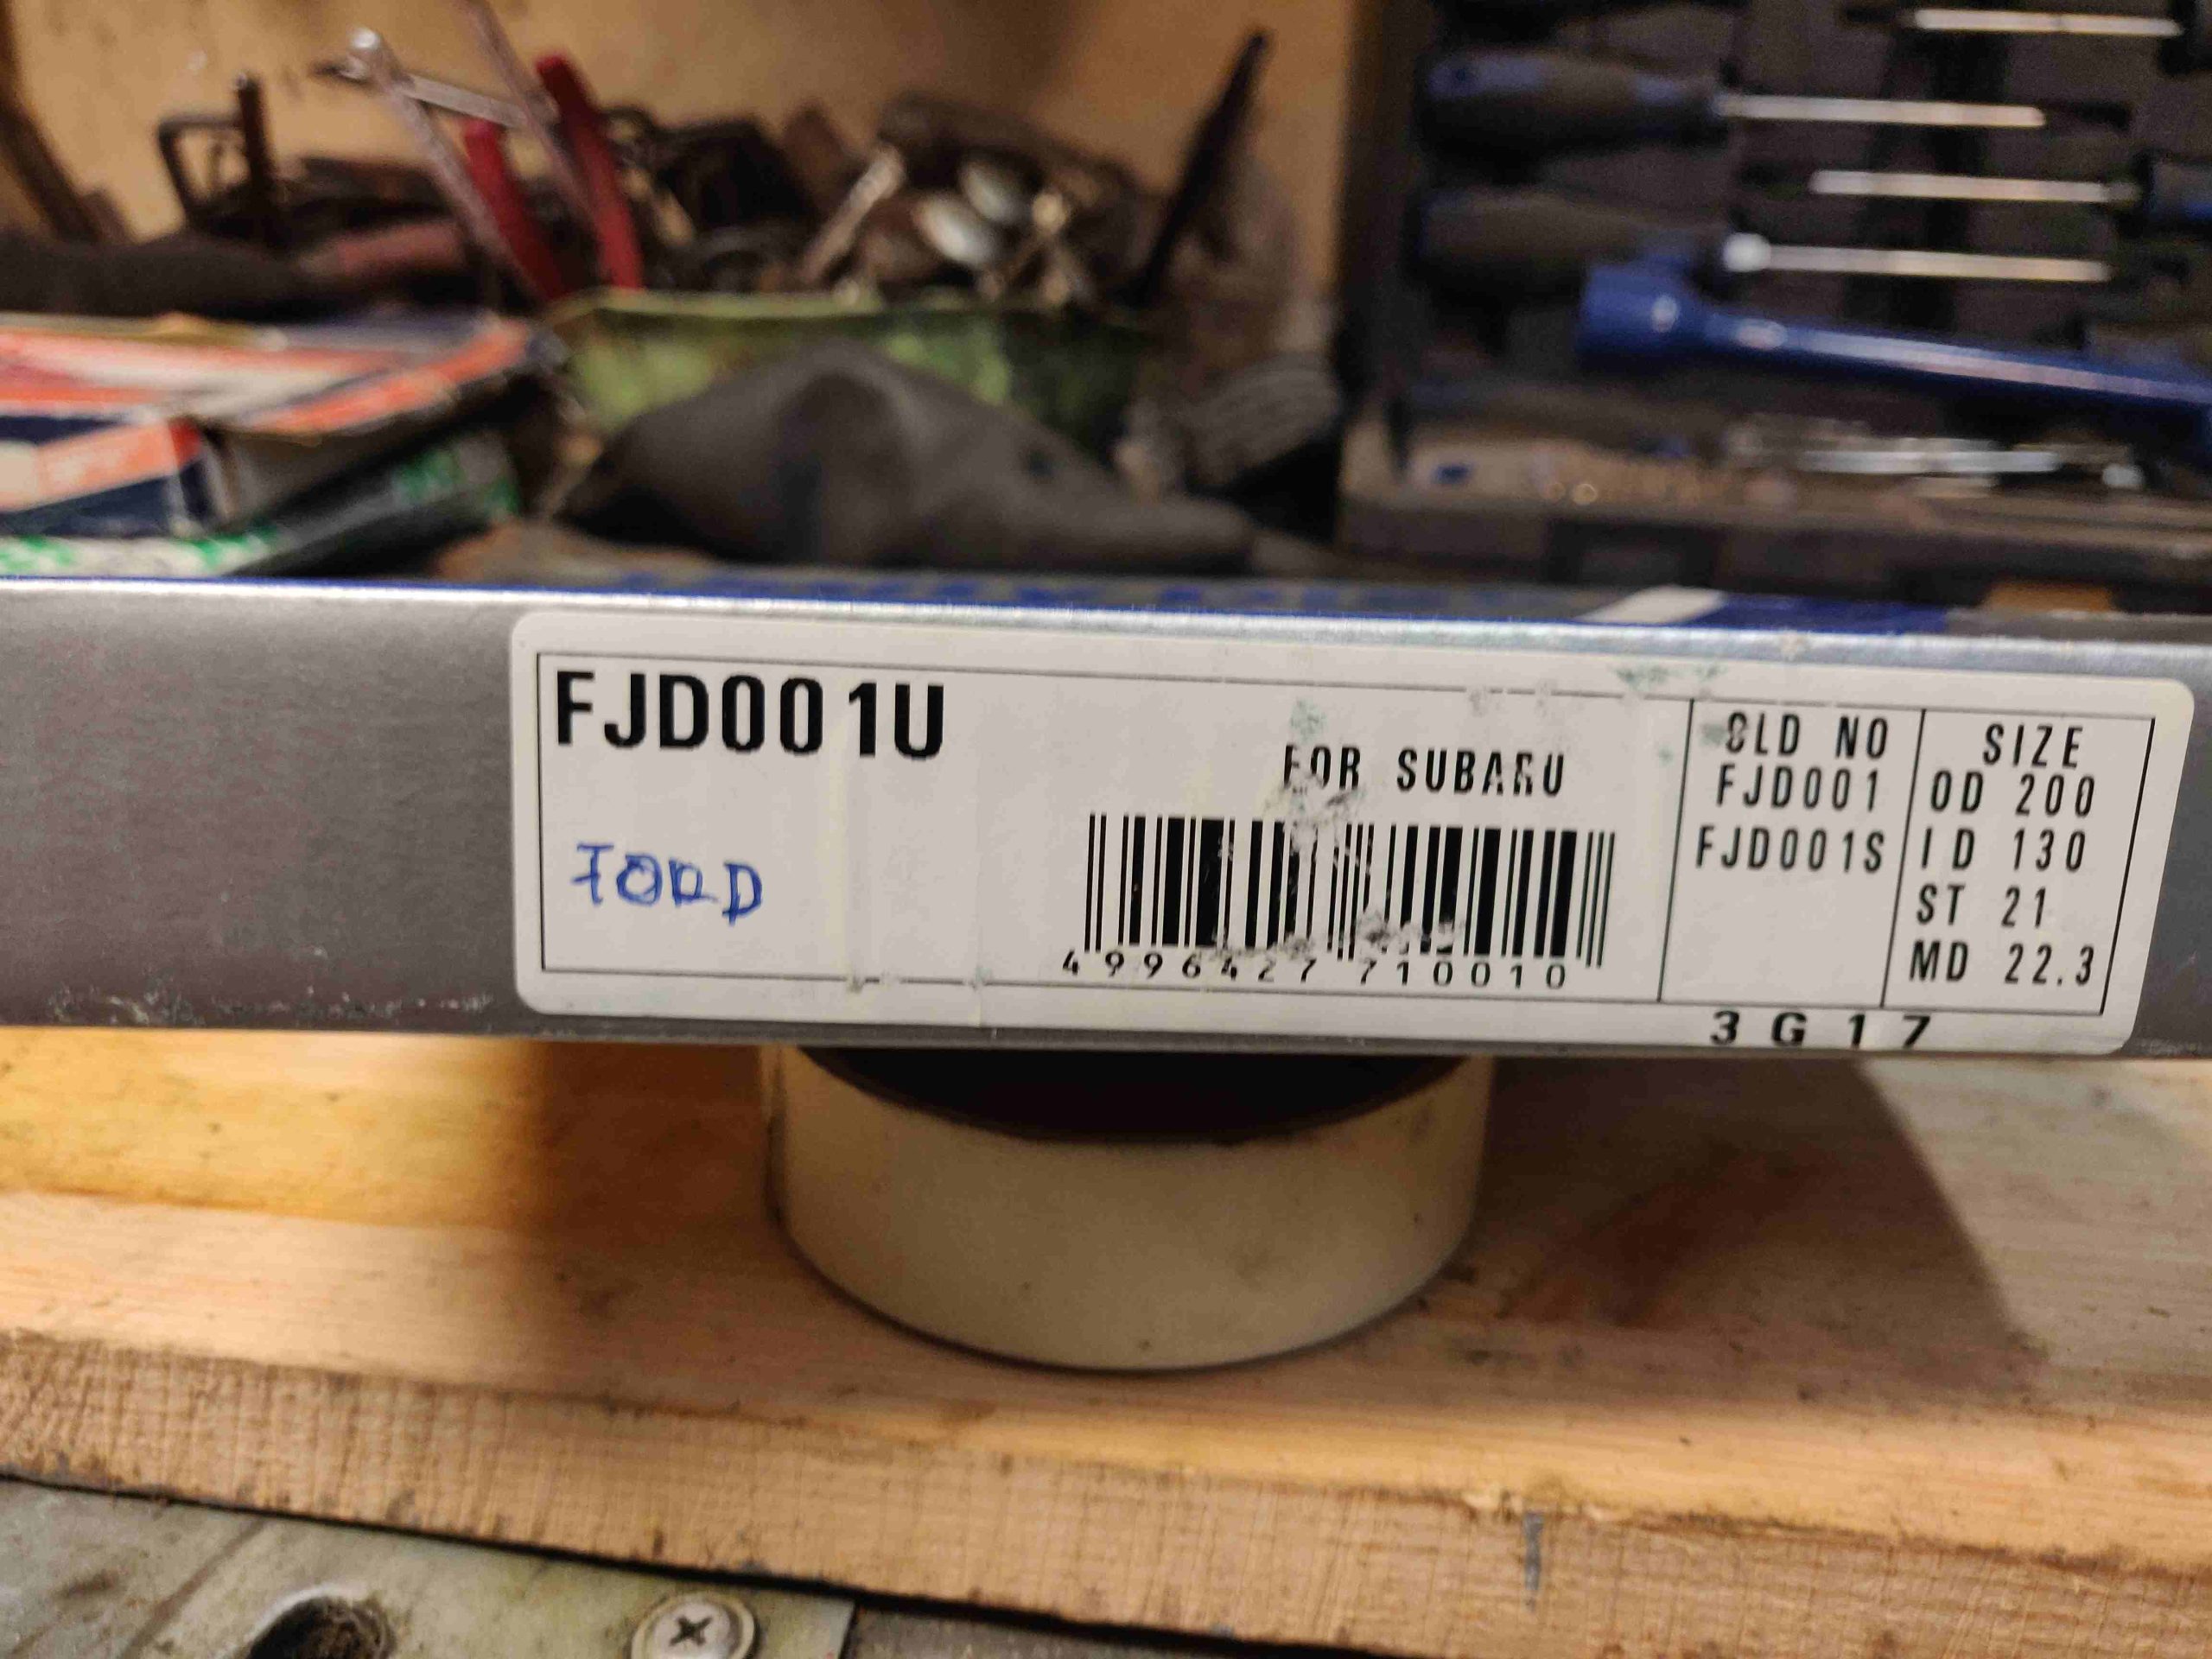 FJD001U
FOR SUBARU
FORD
4996427 710010
OLD NO
FJD001
FJD001S
SIZE
OD 200
ID 130
ST 21
MD 22.3
3G17